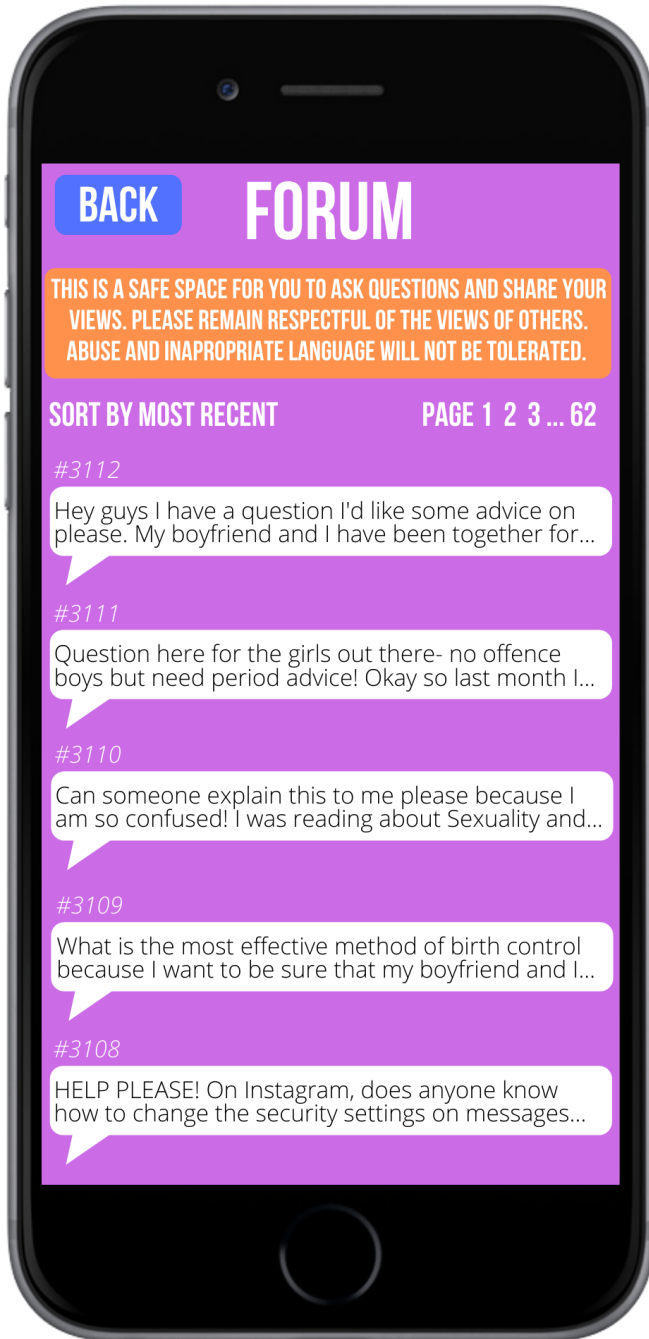 BACK
FORUM
THIS IS A SAFE SPACE FOR YOU TO ASK QUESTIONS AND SHARE YOUR
VIEWS. PLEASE REMAIN RESPECTFUL OF THE VIEWS OF OTHERS.
ABUSE AND INAPROPRIATE LANGUAGE WILL NOT BE TOLERATED.
SORT BY MOST RECENT
PAGE 1 2 3 ... 62
#3112
Hey guys I have a question I'd like some advice on
please. My boyfriend and I have been together for...
#3111
Question here for the girls out there- no offence
boys but need period advice! Okay so last month I...
#3110
Can someone explain this to me please because I
am so confused! I was reading about Sexuality and...
#3109
What is the most effective method of birth control
because I want to be sure that my boyfriend and I...
#3108
HELP PLEASE! On Instagram, does anyone know
how to change the security settings on messages...